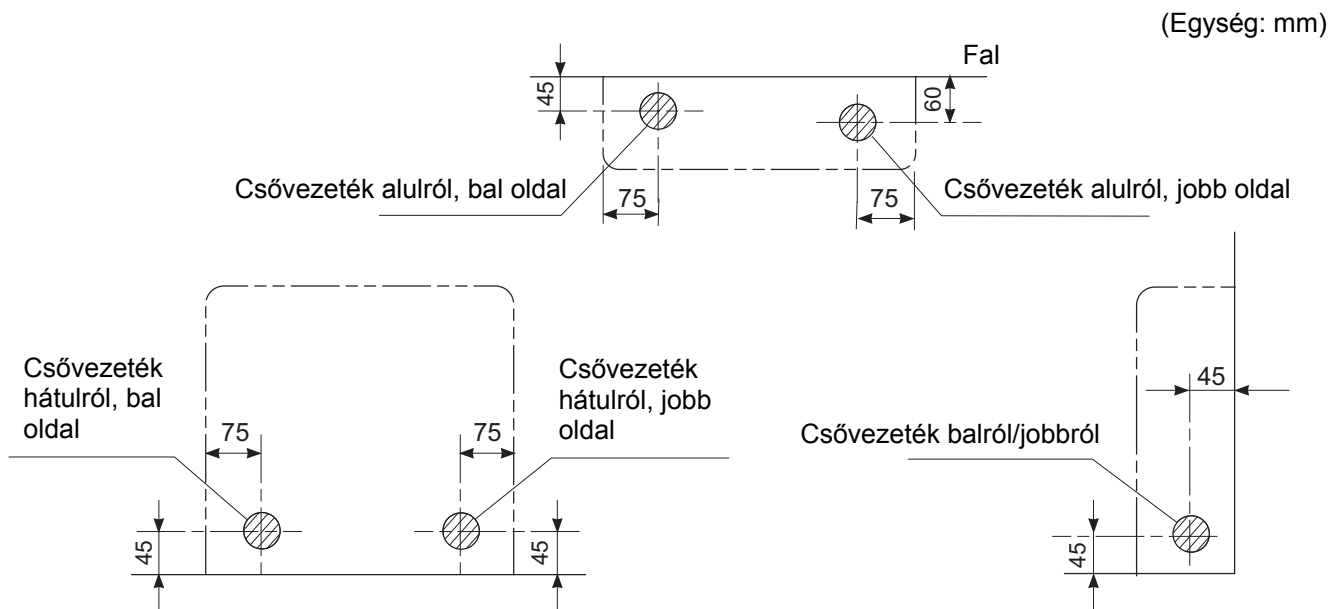 (Egység: mm)
Fal
45
60
Csővezeték alulról, bal oldal
75
75
Csővezeték alulról, jobb oldal
Csővezeték
hátulról, bal
oldal
75
45
Csővezeték
hátulról, jobb
oldal
75
45
45
Csővezeték balról/jobbról
45